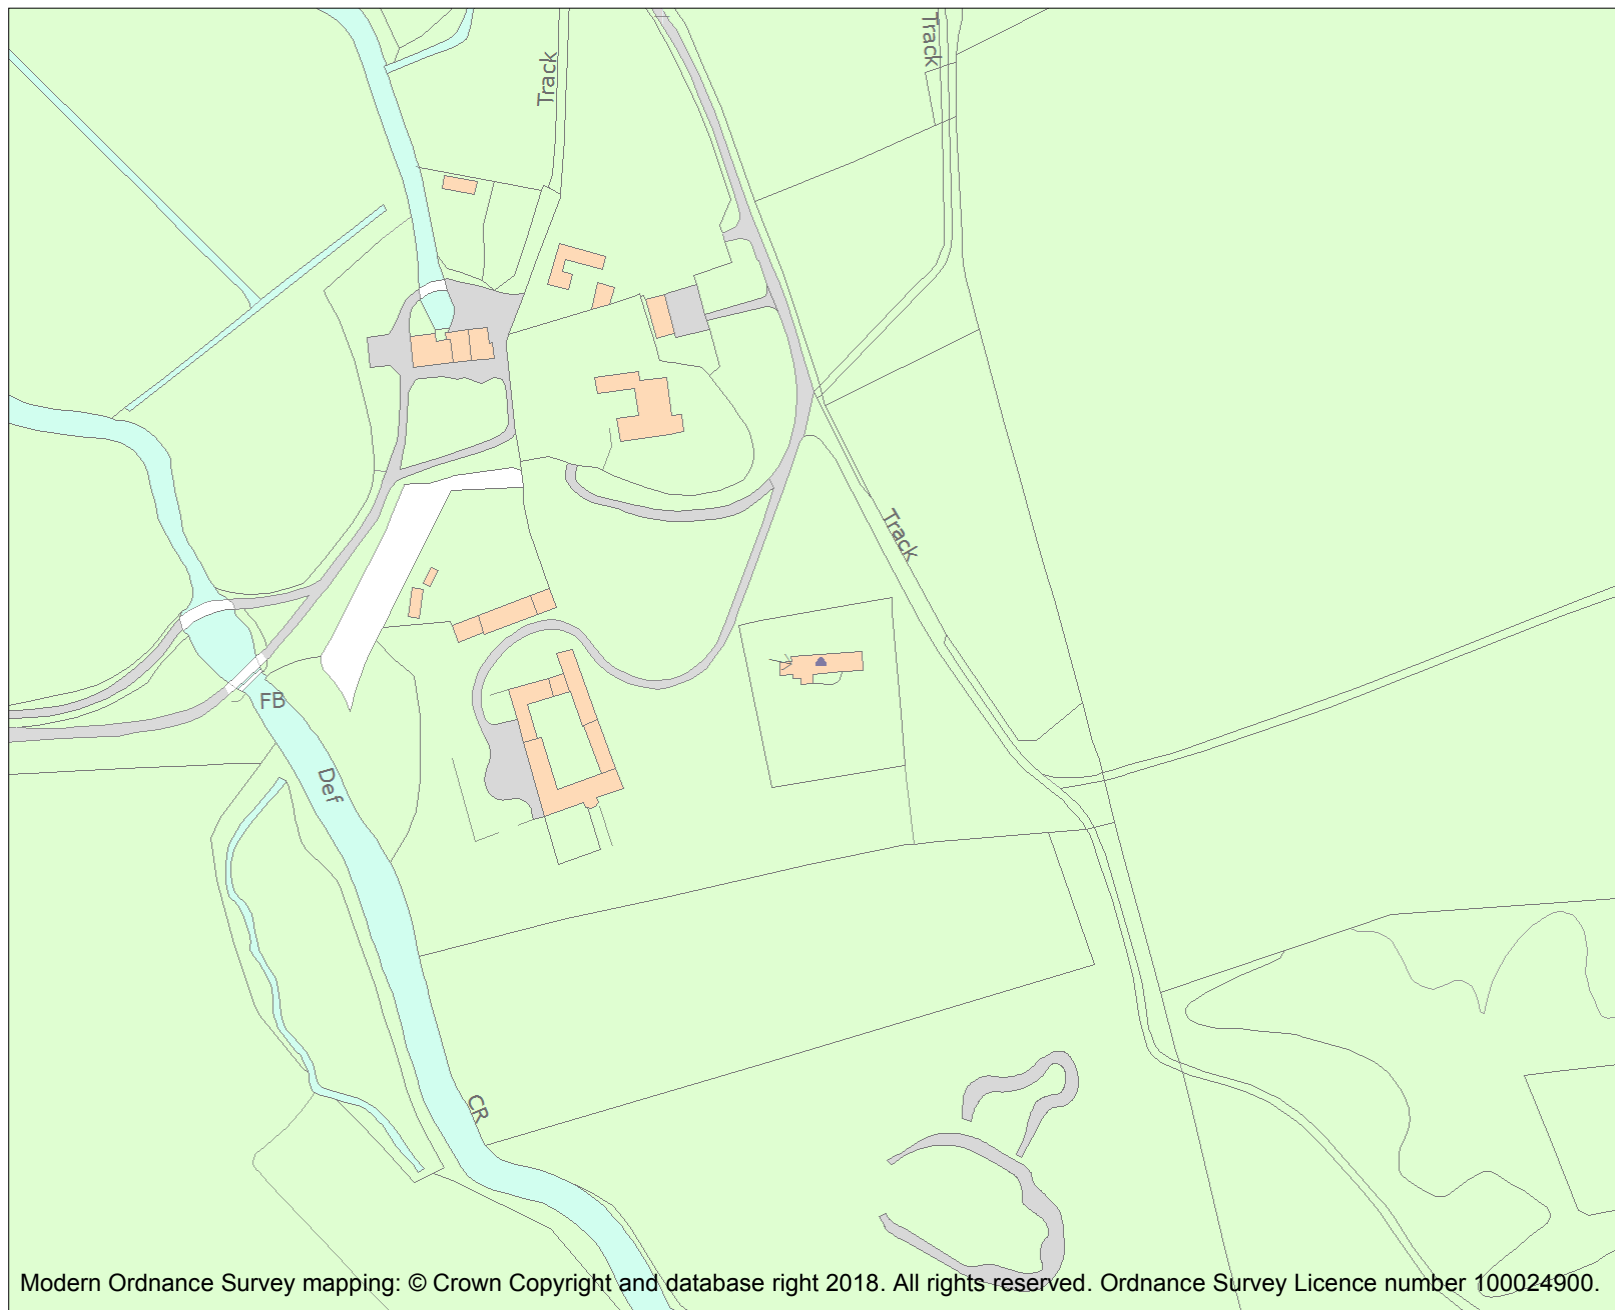 Track
Track
Track
FB
Def
CR
Modern Ordnance Survey mapping: © Crown Copyright and database right 2018. All rights reserved. Ordnance Survey Licence number 100024900.